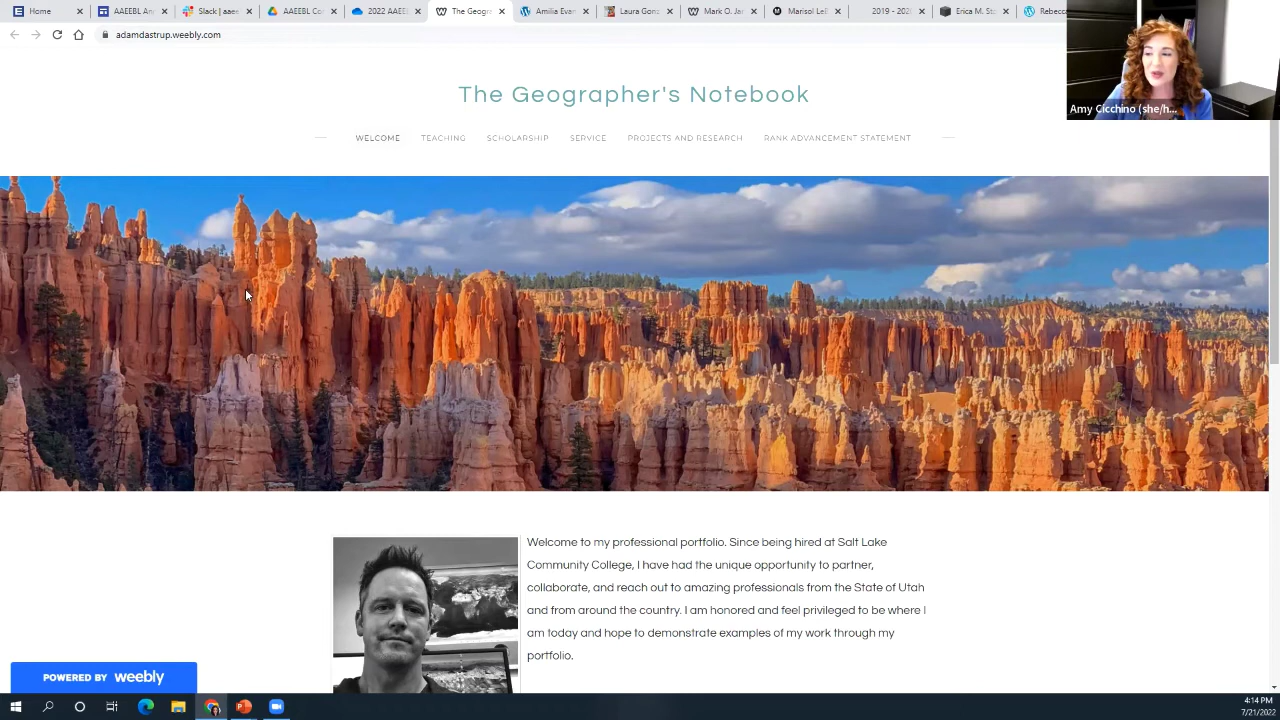 Home
AAEEBL An
Slack | aaee
AAEEBL Co
2022 AAEE
The Geogr
Amilia Evan
Laura Gonz
Mark O. Ja
Marisol Lell
2019 - 202
Erica M. St
Rebecc
adamdastrup.weebly.com
Amy Cicchino (she/h...
The Geographer's Notebook
WELCOME TEACHING SCHOLARSHIP SERVICE PROJECTS AND RESEARCH RANK ADVANCEMENT STATEMENT
Welcome to my professional portfolio. Since being hired at Salt Lake
Community College, I have had the unique opportunity to partner,
collaborate, and reach out to amazing professionals from the State of Utah
and from around the country. I am honored and feel privileged to be where I
am today and hope to demonstrate examples of my work through my
portfolio.
POWERED BY weebly
4:14 PM
7/21/2022